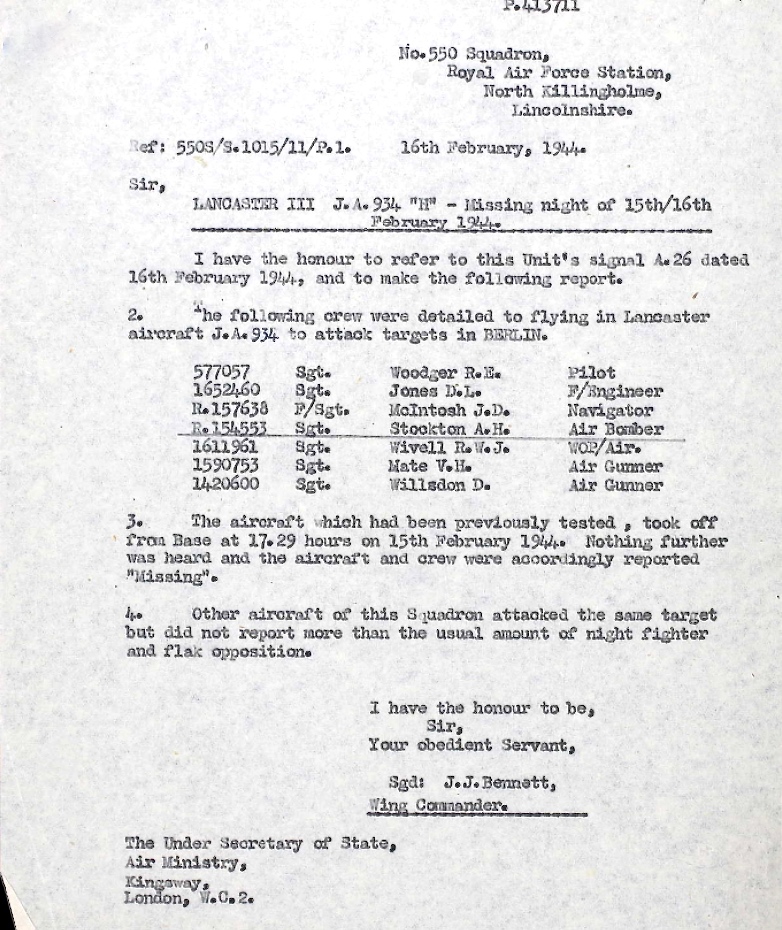 P.413711
No.550 Squadron,
Royal Air Force Station,
North Killingholme,
Lincolnshire.
Ref: 550S/S.1015/11/P.1. 16th February, 1944.
Sir,
LANCASTER III J.A.934 "H" - Missing night of 15th/16th
February 1944.
I have the honour to refer to this Unit's signal A.26 dated
16th February 1944, and to make the following report.
2. The following crew were detailed to flying in Lancaster
aircraft J.A.934 to attack targets in BERLIN.
577057 Sgt. Woodger R.E. Pilot
1652460 Sgt. Jones D.L. F/Engineer
R.157638 F/Sgt. McIntosh J.D. Navigator
R.154553 Sgt. Stockton A.H. Air Bomber
1611961 Sgt. Wivell R.W.J. WOP/Air.
1590753 Sgt. Mate V.H. Air Gunner
1420600 Sgt. Willsdon D. Air Gunner
3. The aircraft which had been previously tested , took off
from Base at 17.29 hours on 15th February 1944. Nothing further
was heard and the aircraft and crew were accordingly reported
"Missing".
4. Other aircraft of this Squadron attacked the same target
but did not report more than the usual amount of night fighter
and flak opposition.
I have the honour to be,
Sir,
Your obedient Servant,
Sgd: J.J.Bennett,
Wing Commander.
The Under Secretary of State,
Air Ministry,
Kingsway,
London, W.C.2.